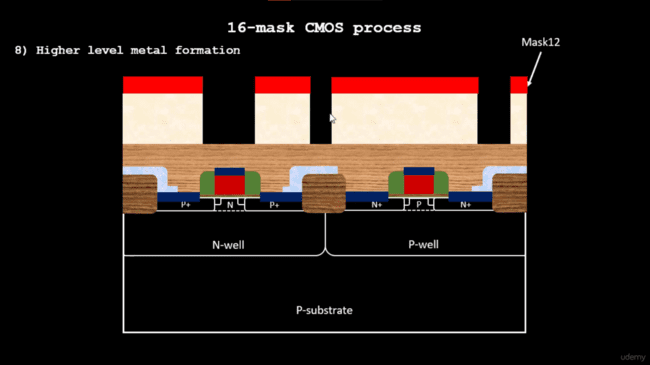 16-mask CMOS process
8) Higher level metal formation
Mask12
P+ N P+ N+ P N+
N-well P-well
P-substrate
udemy